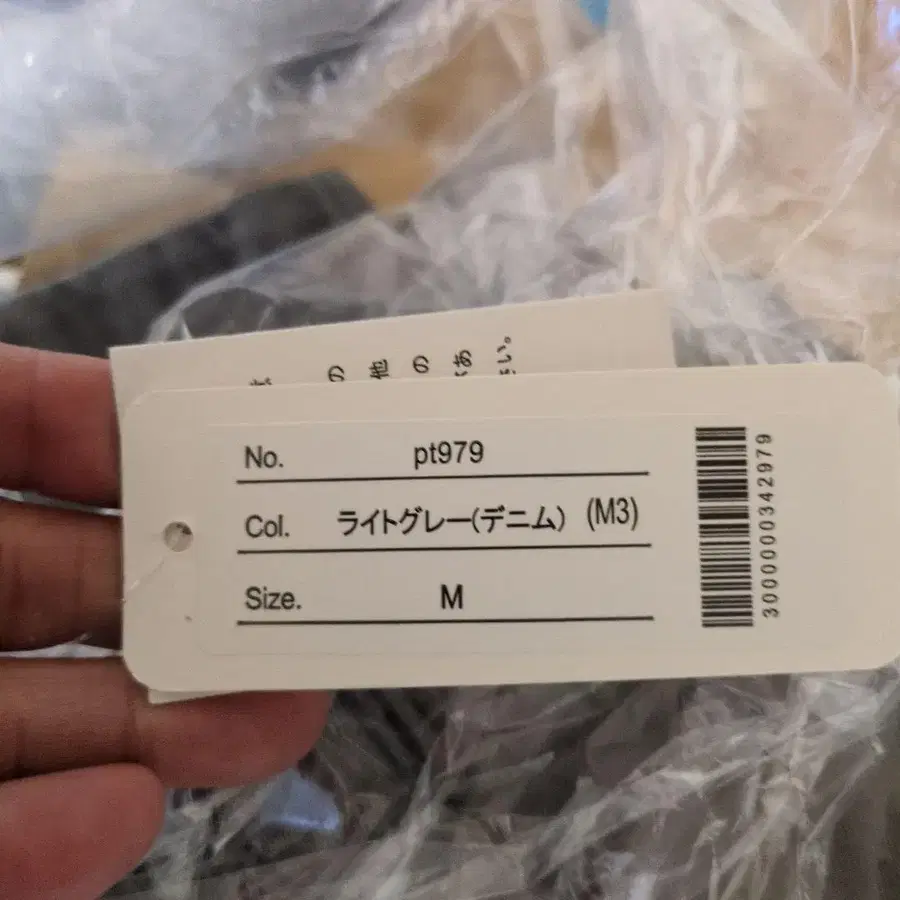 No. pt979
Col. ライトグレー(デニム) (M3)
Size. M
3000000342979